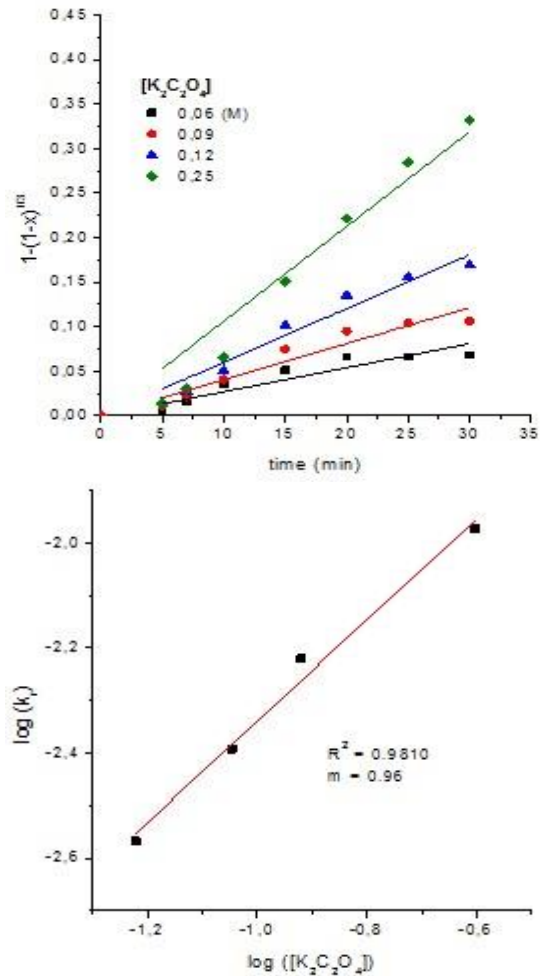 0,45
0,40
0,35
0,30
0,25
0,20
0,15
0,10
0,05
0,00
1-(1-x)^1/3
[K₂C₂O₄]
0,06 (M)
0,09
0,12
0,25
0 5 10 15 20 25 30 35
time (min)
-2,0
-2,2
-2,4
-2,6
log (kᵣ)
R² = 0.9810
m = 0.96
-1,2 -1,0 -0,8 -0,6
log ([K₂C₂O₄])